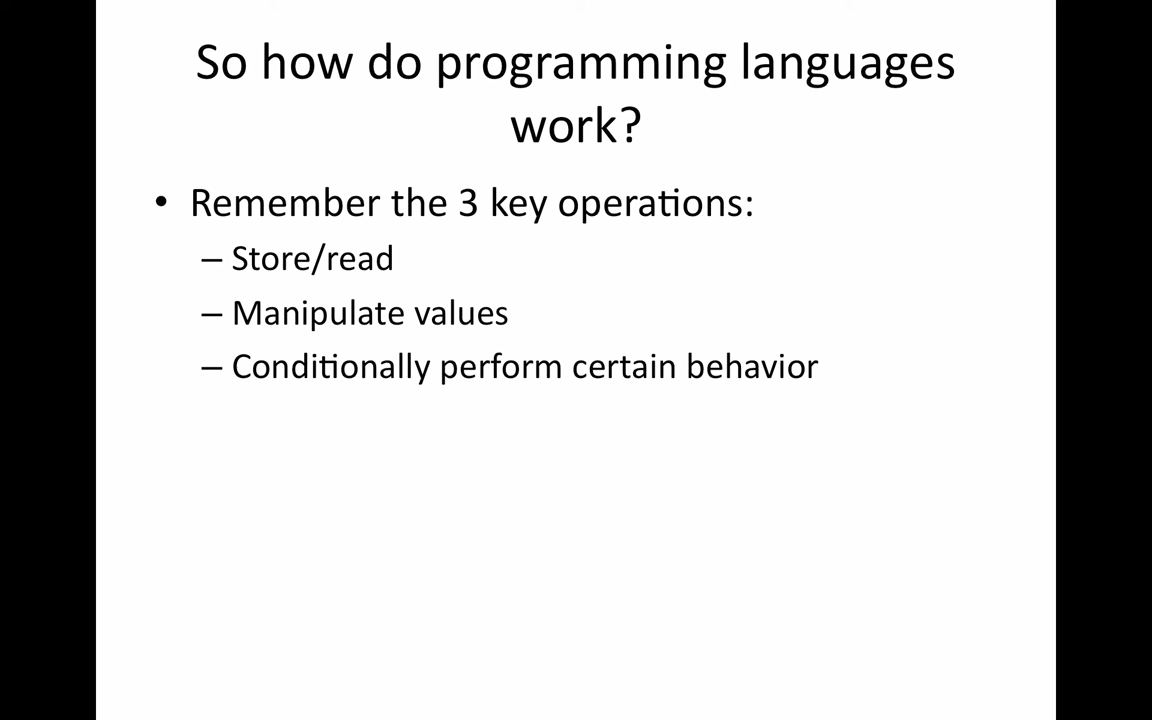 So how do programming languages
work?
• Remember the 3 key operations:
– Store/read
– Manipulate values
– Conditionally perform certain behavior